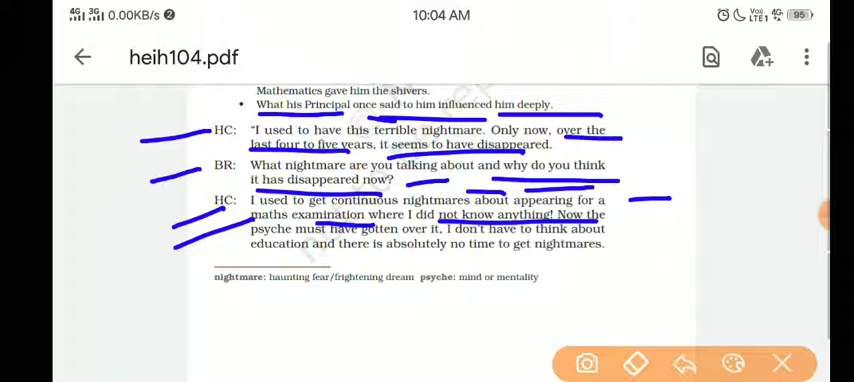 4G 3G 0.00KB/s 2 10:04 AM Vo) LTE1 4G 95
heih104.pdf
Mathematics gave him the shivers.
• What his Principal once said to him influenced him deeply.
HC: “I used to have this terrible nightmare. Only now, over the
last four to five years, it seems to have disappeared.
BR: What nightmare are you talking about and why do you think
it has disappeared now?
HC: I used to get continuous nightmares about appearing for a
maths examination where I did not know anything! Now the
psyche must have gotten over it, I don't have to think about
education and there is absolutely no time to get nightmares.
nightmare: haunting fear/frightening dream psyche: mind or mentality